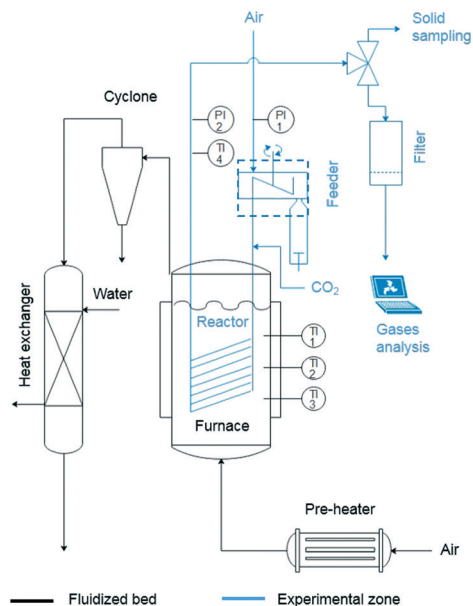 Air
Solid
sampling
Cyclone
PI
2
PI
1
TI
4
Filter
Feeder
Water
CO2
Heat exchanger
Reactor
Gases
analysis
TI
1
TI
2
TI
3
Furnace
Pre-heater
Air
Fluidized bed
Experimental zone